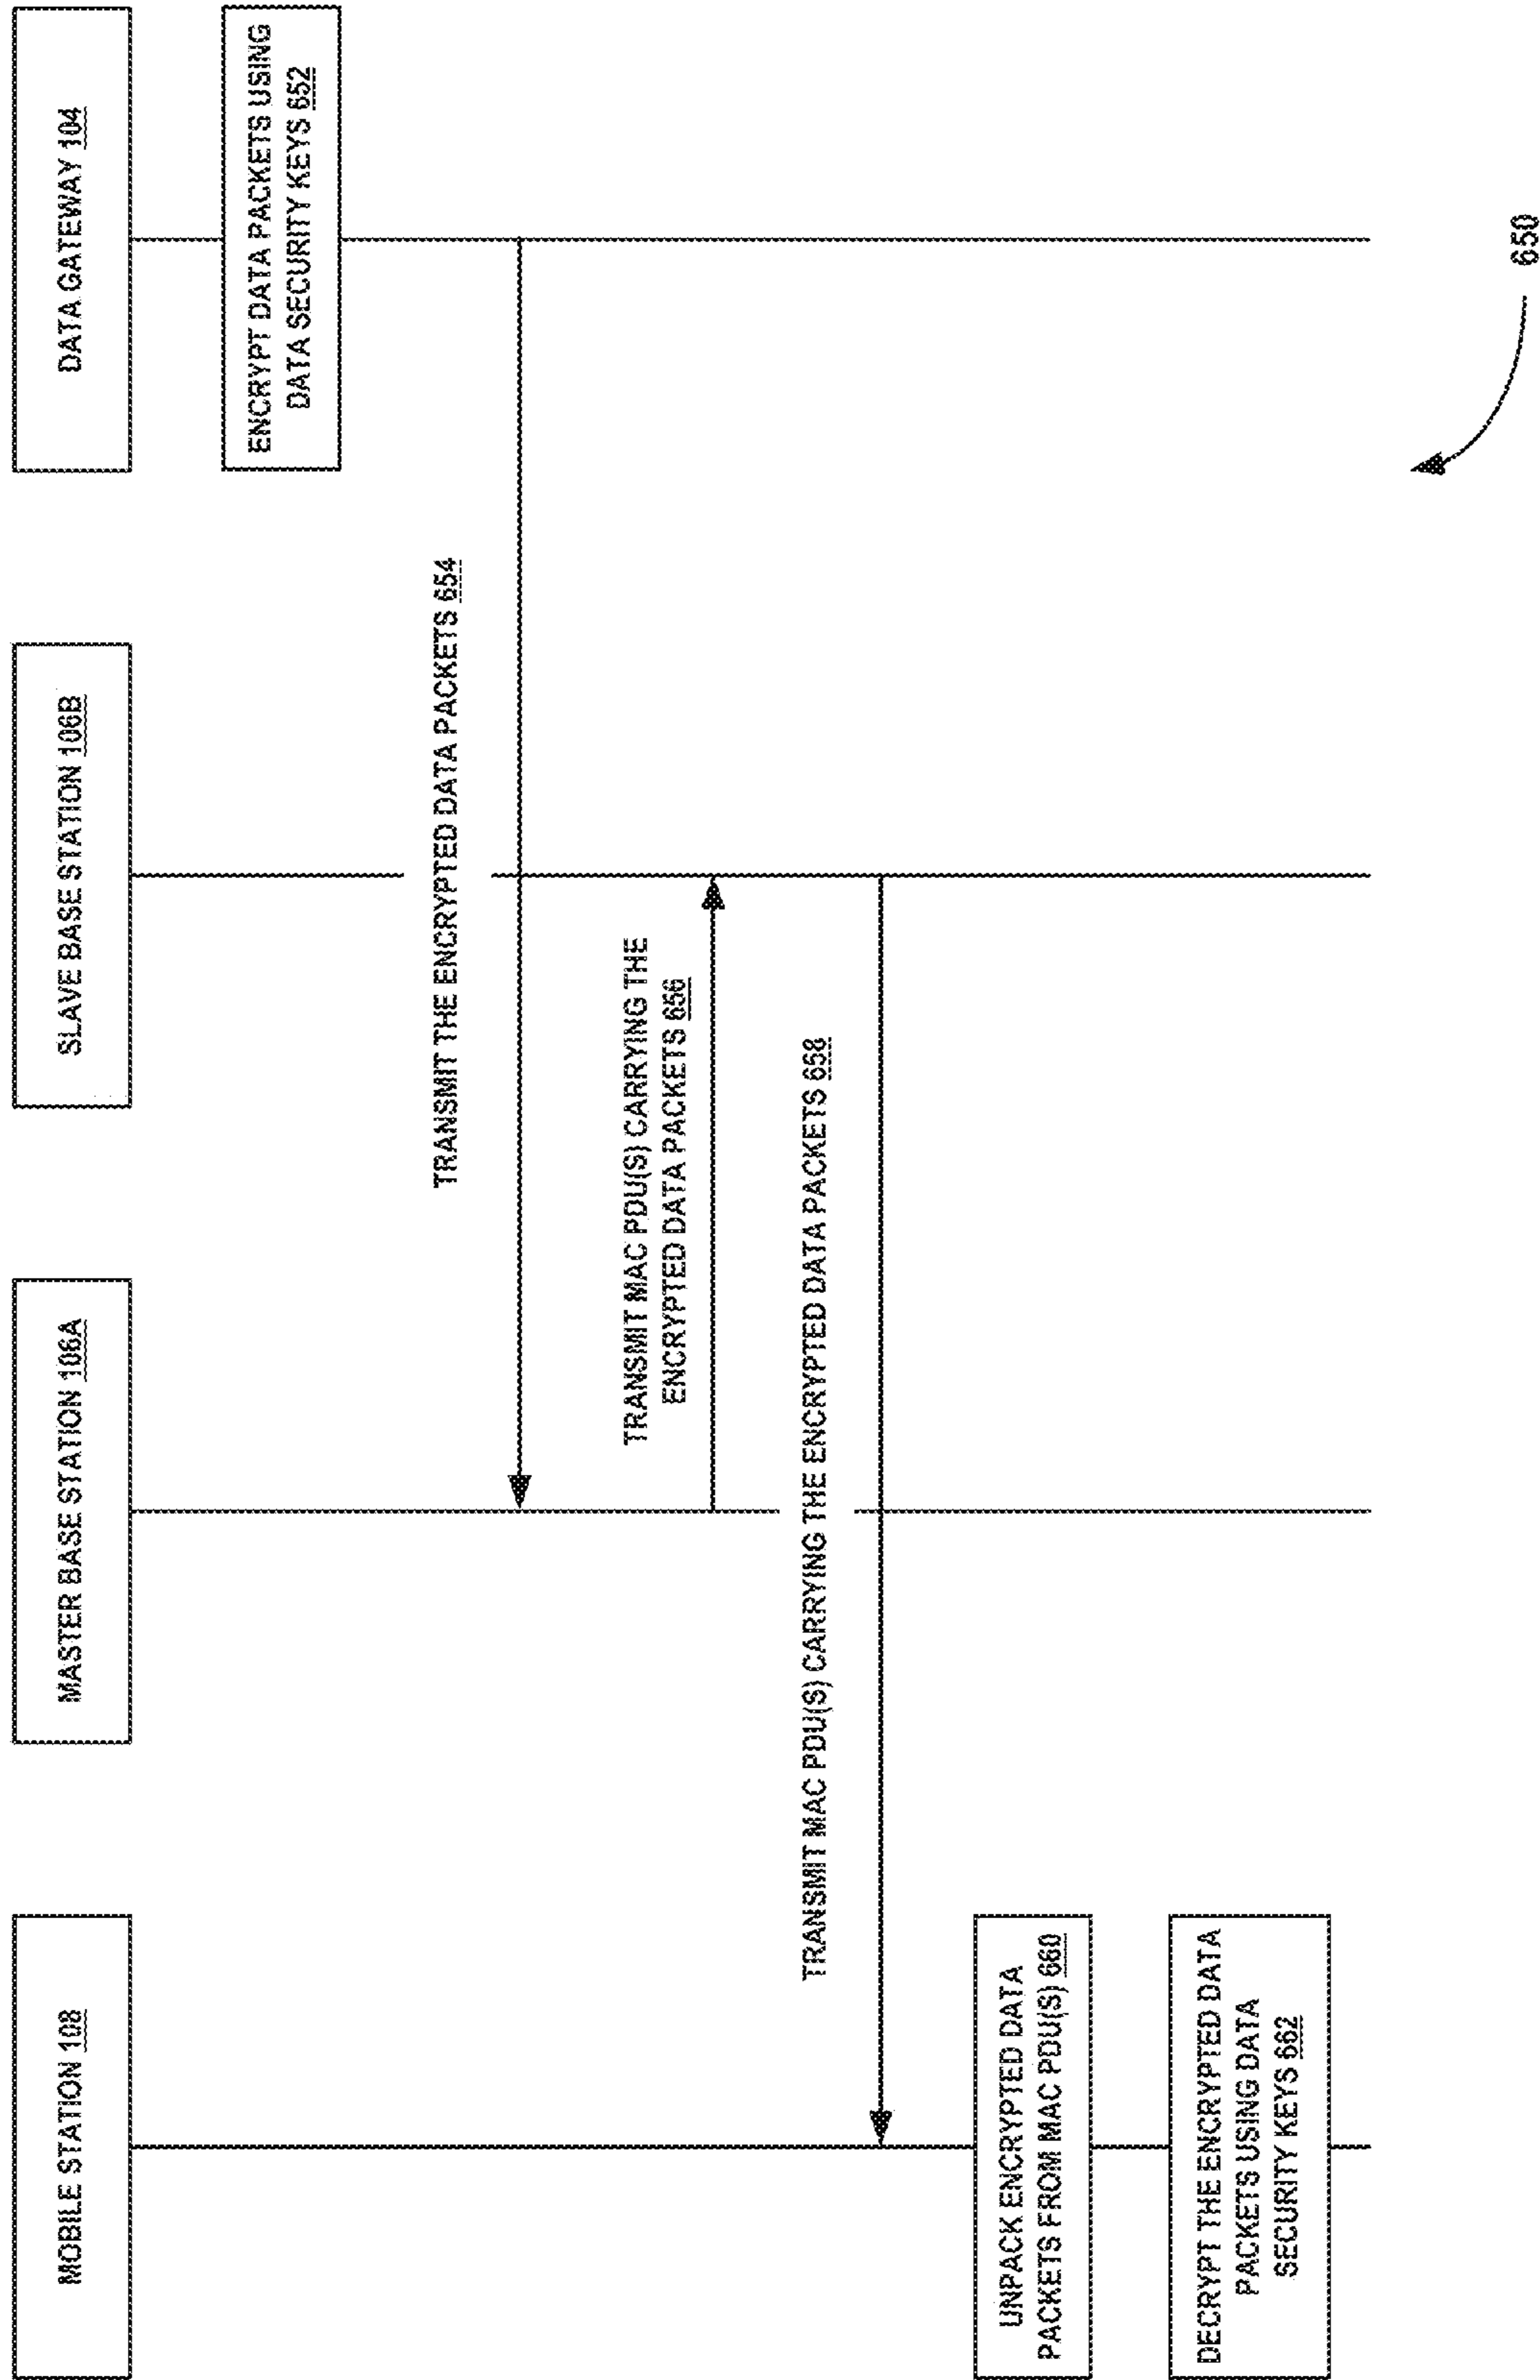 MOBILE STATION 108
MASTER BASE STATION 106A
SLAVE BASE STATION 106B
DATA GATEWAY 104
ENCRYPT DATA PACKETS USING
DATA SECURITY KEYS 652
TRANSMIT THE ENCRYPTED DATA PACKETS 654
TRANSMIT MAC PDU(S) CARRYING THE
ENCRYPTED DATA PACKETS 656
TRANSMIT MAC PDU(S) CARRYING THE ENCRYPTED DATA PACKETS 658
UNPACK ENCRYPTED DATA
PACKETS FROM MAC PDU(S) 660
DECRYPT THE ENCRYPTED DATA
PACKETS USING DATA
SECURITY KEYS 662
650